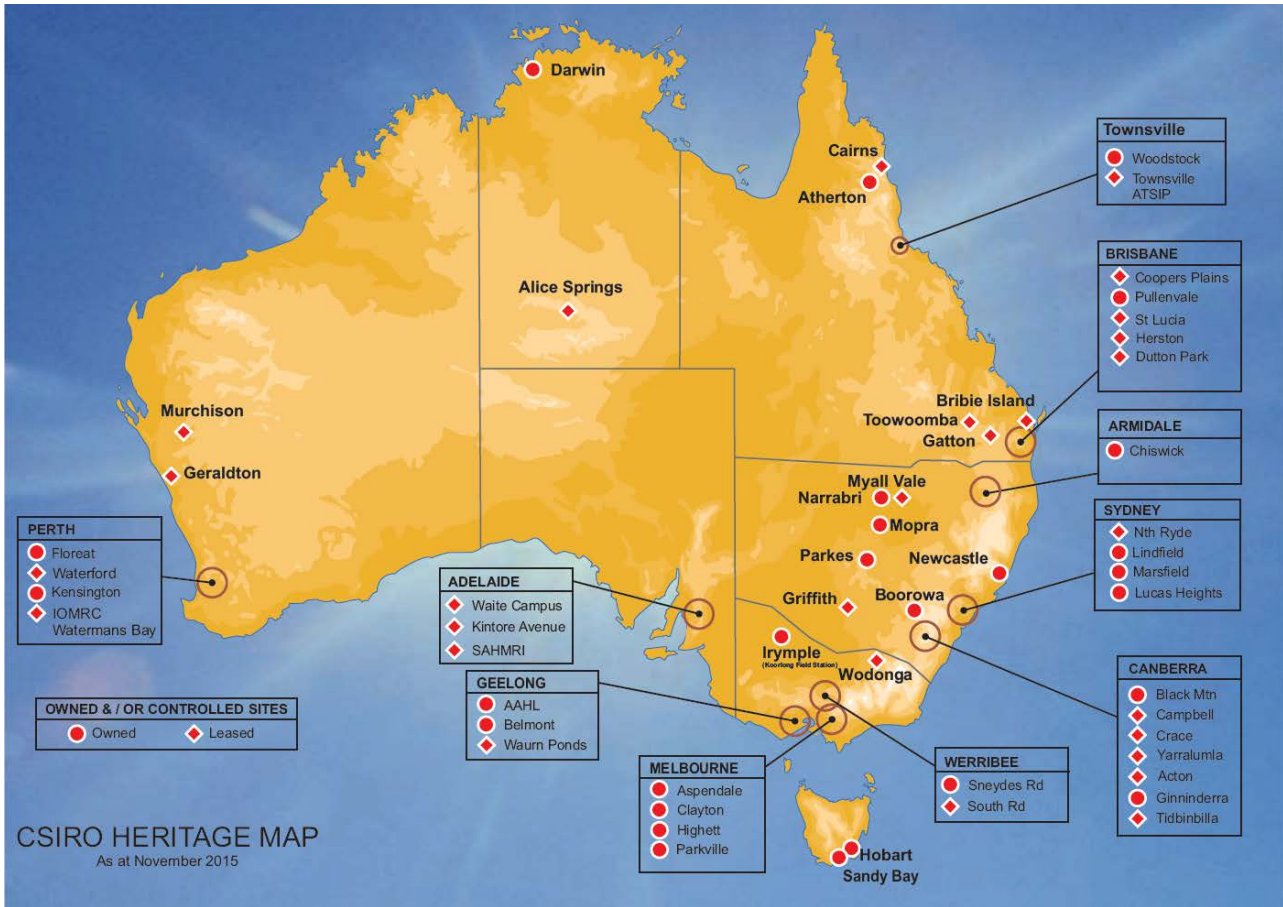 Darwin
Cairns
Atherton
Townsville
Woodstock
Townsville
ATSIP
BRISBANE
Coopers Plains
Pullenvale
St Lucia
Herston
Dutton Park
Alice Springs
Bribie Island
Toowoomba
Gatton
ARMIDALE
Chiswick
Murchison
Geraldton
Myall Vale
Narrabri
Mopra
Parkes
Newcastle
Griffith
Boorowa
SYDNEY
Nth Ryde
Lindfield
Marsfield
Lucas Heights
PERTH
Floreat
Waterford
Kensington
IOMRC
Watermans Bay
ADELAIDE
Waite Campus
Kintore Avenue
SAHMRI
Irymple
(Koorlong Field Station)
Wodonga
CANBERRA
Black Mtn
Campbell
Crace
Yarralumla
Acton
Ginninderra
Tidbinbilla
GEELONG
AAHL
Belmont
Waurn Ponds
OWNED & / OR CONTROLLED SITES
Owned
Leased
MELBOURNE
Aspendale
Clayton
Highett
Parkville
WERRIBEE
Sneydes Rd
South Rd
Hobart
Sandy Bay
CSIRO HERITAGE MAP
As at November 2015